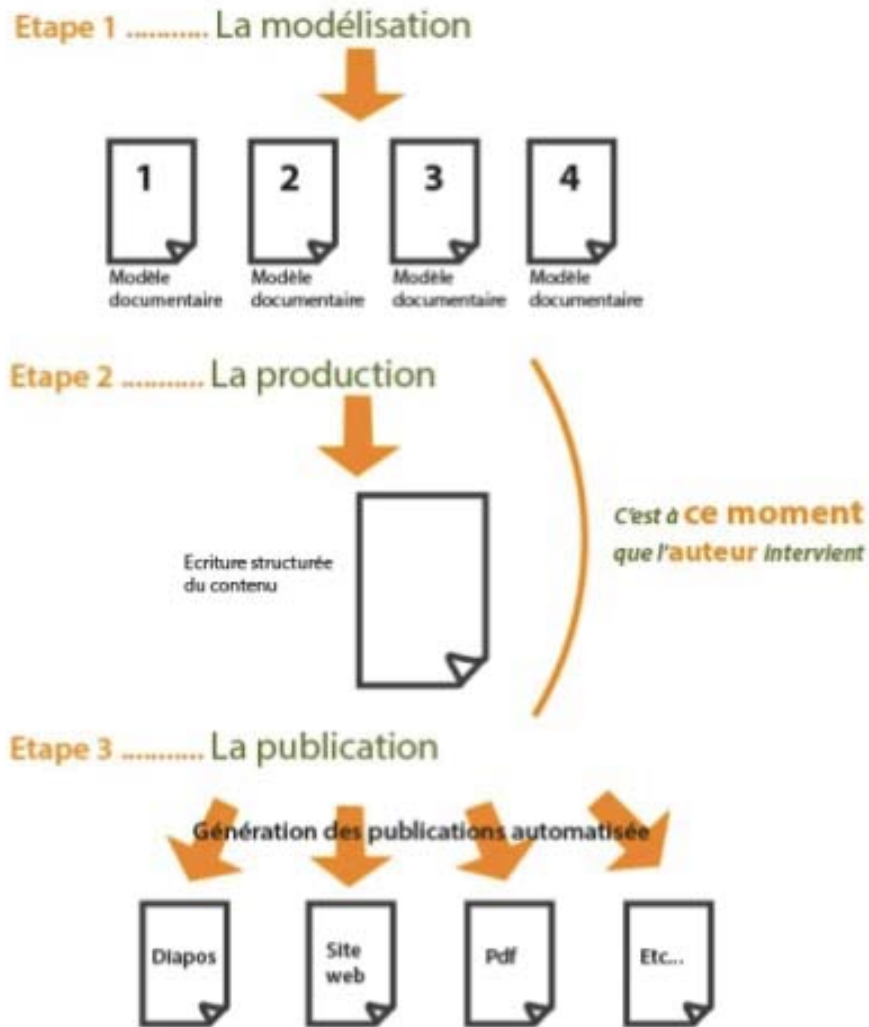 Etape 1 ........... La modélisation
1 2 3 4
Modèle documentaire Modèle documentaire Modèle documentaire Modèle documentaire
Etape 2 ........... La production
Ecriture structurée
du contenu
C'est à ce moment
que l'auteur intervient
Etape 3 ........... La publication
Génération des publications automatisée
Diapos
Site
web
Pdf
Etc...